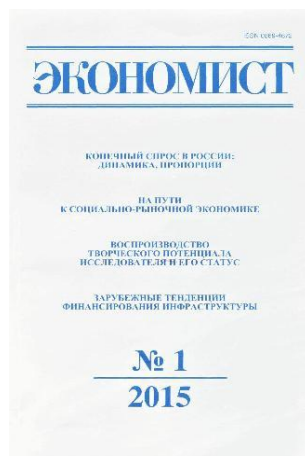 ЭКОНОМИСТ
КОНЕЧНЫЙ СПРОС В РОССИИ:
ДИНАМИКА, ПРОПОРЦИИ
НА ПУТИ
К СОЦИАЛЬНО-РЫНОЧНОЙ ЭКОНОМИКЕ
ВОСПРОИЗВОДСТВО
ТВОРЧЕСКОГО ПОТЕНЦИАЛА
ИССЛЕДОВАТЕЛЯ И ЕГО СТАТУС
ЗАРУБЕЖНЫЕ ТЕНДЕНЦИИ
ФИНАНСИРОВАНИЯ ИНФРАСТРУКТУРЫ
№ 1
2015